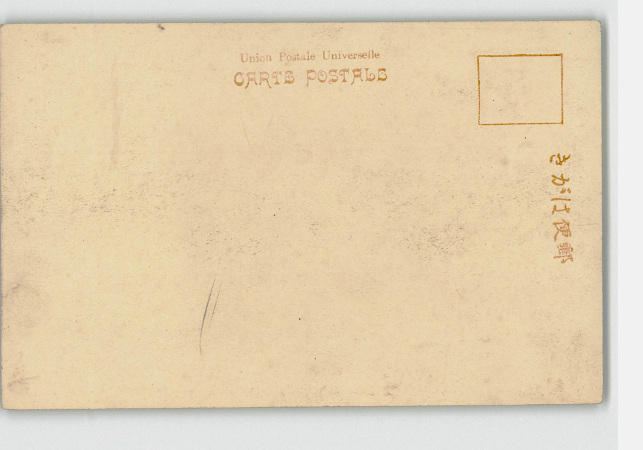 Union Postale Universelle
CARTE POSTALE
きがは便郵